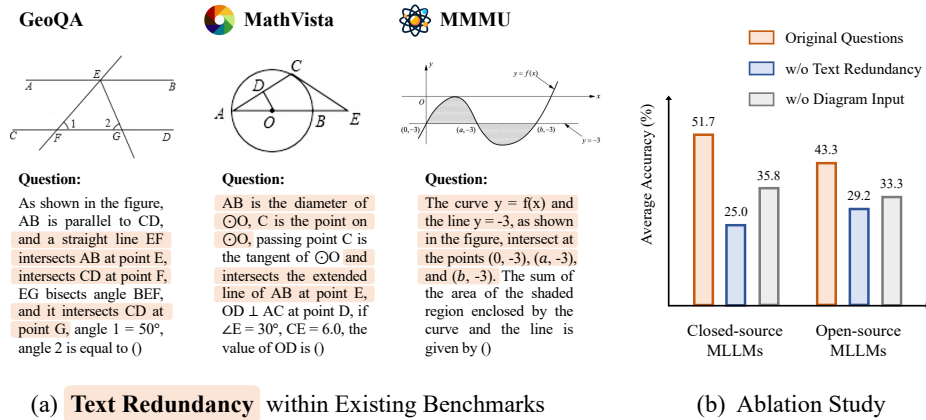 GeoQA
E
A
B
C
1
2
F
G
D
Question:
As shown in the figure,
AB is parallel to CD,
and a straight line EF
intersects AB at point E,
intersects CD at point F,
EG bisects angle BEF,
and it intersects CD at
point G, angle 1 = 50°,
angle 2 is equal to ()
MathVista
C
D
A
O
B
E
Question:
AB is the diameter of
⊙O, C is the point on
⊙O, passing point C is
the tangent of ⊙O and
intersects the extended
line of AB at point E,
OD ⊥ AC at point D, if
∠E = 30°, CE = 6.0, the
value of OD is ()
MMMU
y
y = f(x)
O
x
(0, -3)
(a, -3)
(b, -3)
y = -3
Question:
The curve y = f(x) and
the line y = -3, as shown
in the figure, intersect at
the points (0, -3), (a, -3),
and (b, -3). The sum of
the area of the shaded
region enclosed by the
curve and the line is
given by ()
(a) Text Redundancy within Existing Benchmarks
Original Questions
w/o Text Redundancy
w/o Diagram Input
Average Accuracy (%)
51.7
25.0
35.8
43.3
29.2
33.3
Closed-source
MLLMs
Open-source
MLLMs
(b) Ablation Study